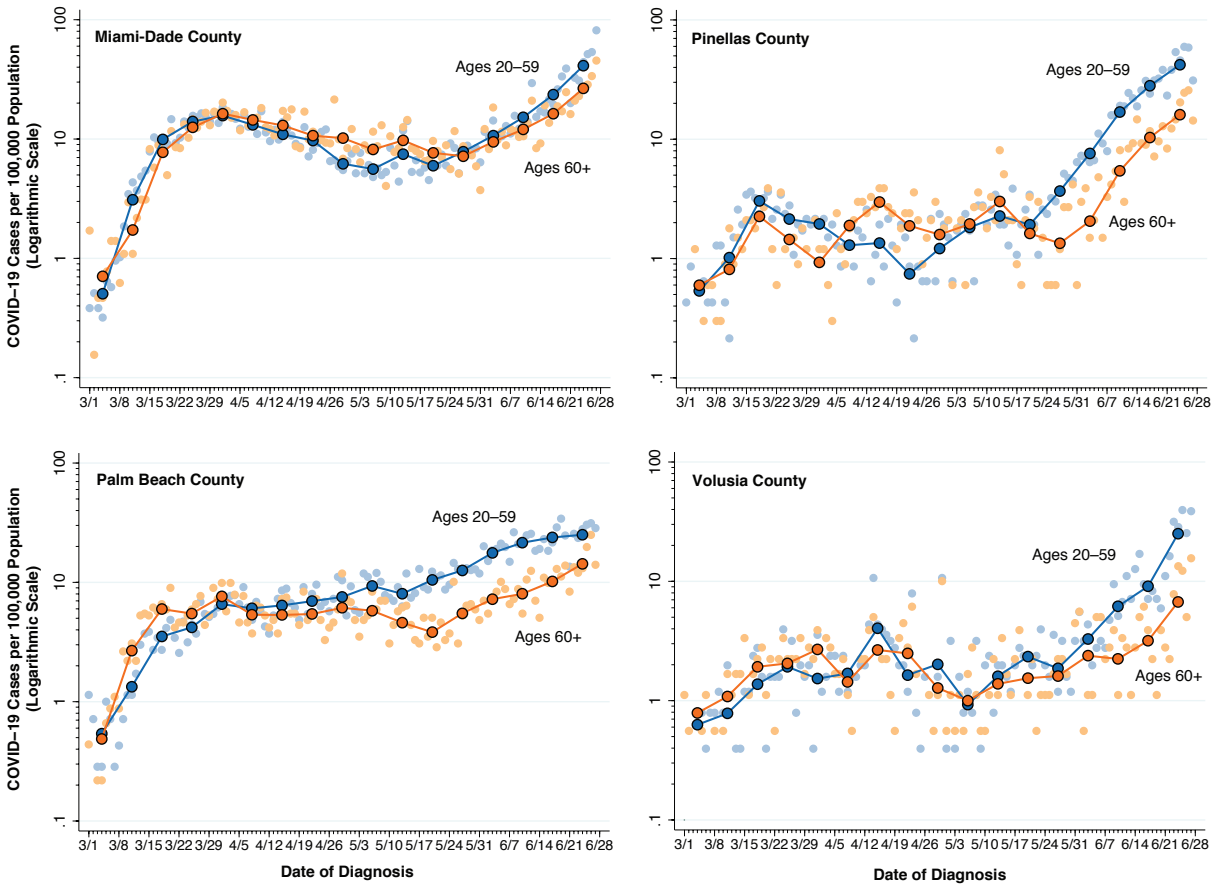 COVID–19 Cases per 100,000 Population
(Logarithmic Scale)
100
10
1
.1
Miami-Dade County
Ages 20–59
Ages 60+
3/1 3/8 3/15 3/22 3/29 4/5 4/12 4/19 4/26 5/3 5/10 5/17 5/24 5/31 6/7 6/14 6/21 6/28
100
10
1
.1
Pinellas County
Ages 20–59
Ages 60+
3/1 3/8 3/15 3/22 3/29 4/5 4/12 4/19 4/26 5/3 5/10 5/17 5/24 5/31 6/7 6/14 6/21 6/28
COVID–19 Cases per 100,000 Population
(Logarithmic Scale)
100
10
1
.1
Palm Beach County
Ages 20–59
Ages 60+
3/1 3/8 3/15 3/22 3/29 4/5 4/12 4/19 4/26 5/3 5/10 5/17 5/24 5/31 6/7 6/14 6/21 6/28
Date of Diagnosis
100
10
1
.1
Volusia County
Ages 20–59
Ages 60+
3/1 3/8 3/15 3/22 3/29 4/5 4/12 4/19 4/26 5/3 5/10 5/17 5/24 5/31 6/7 6/14 6/21 6/28
Date of Diagnosis